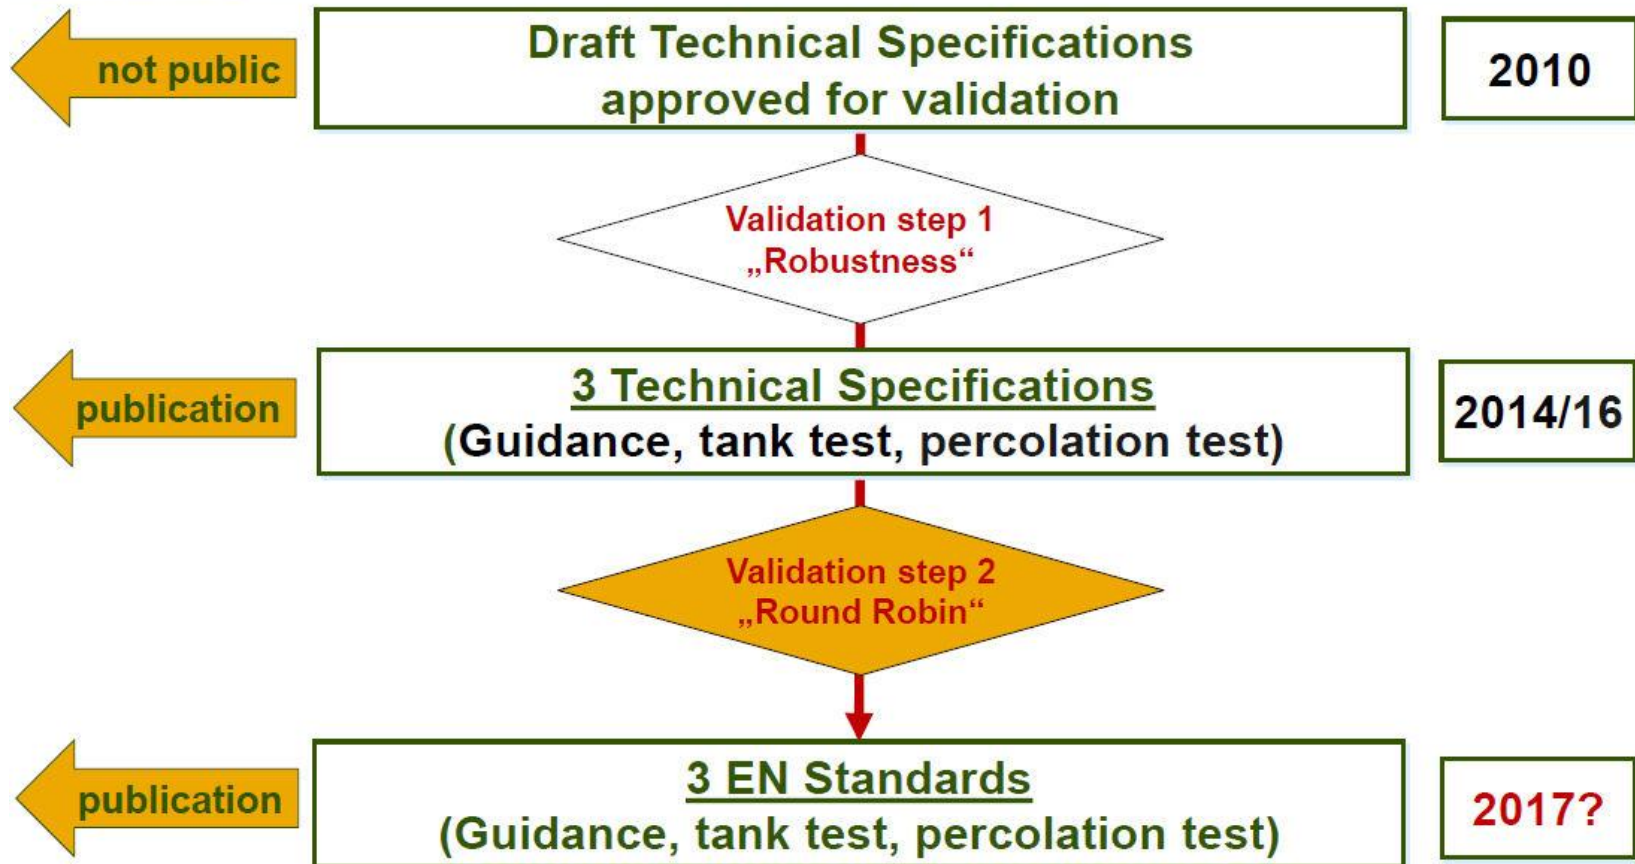 not public
Draft Technical Specifications
approved for validation
2010
Validation step 1
„Robustness“
publication
3 Technical Specifications
(Guidance, tank test, percolation test)
2014/16
Validation step 2
„Round Robin“
publication
3 EN Standards
(Guidance, tank test, percolation test)
2017?